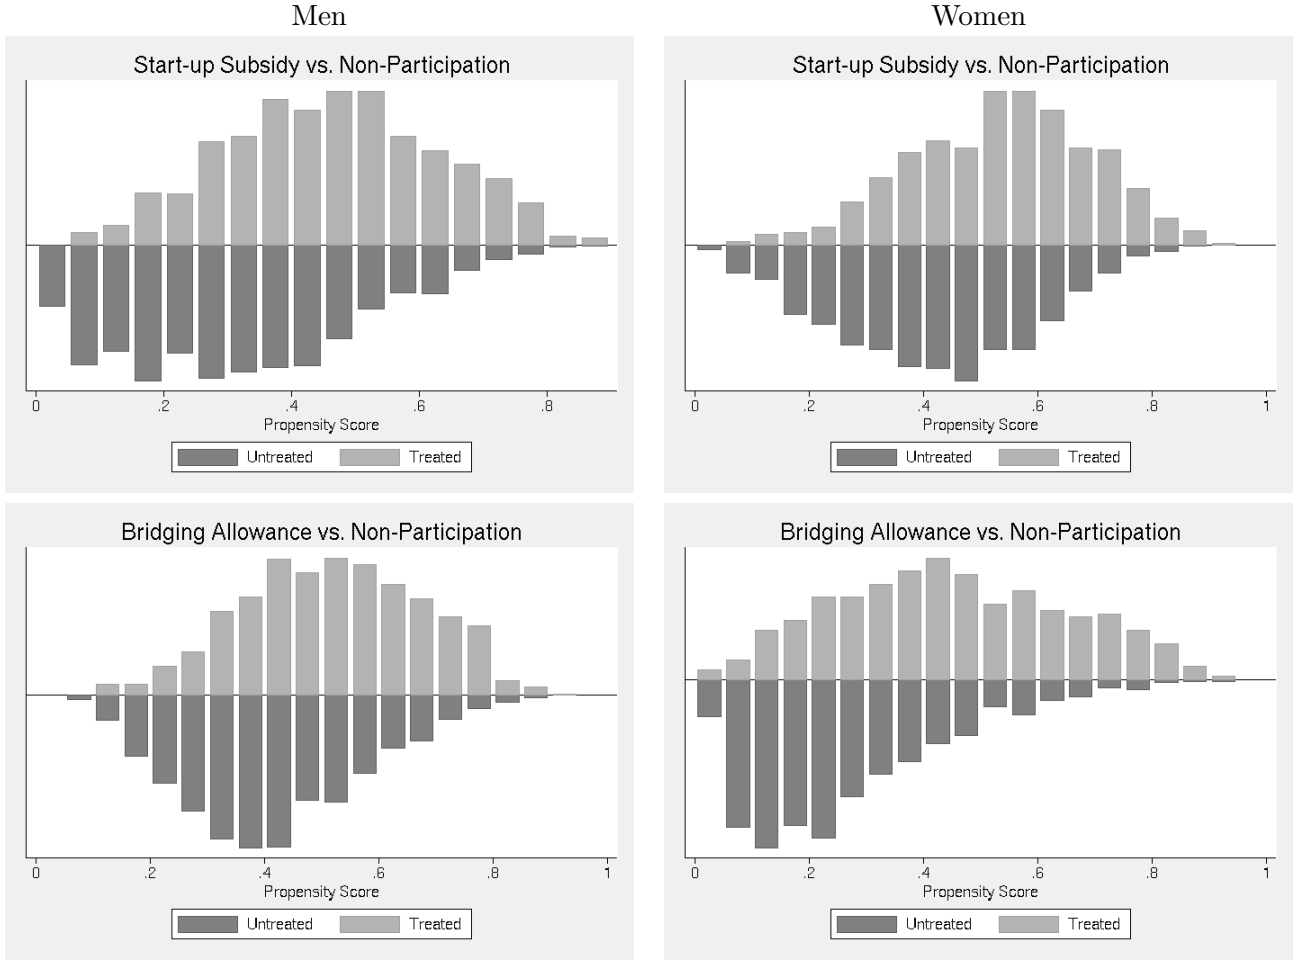 Men
Women
Start-up Subsidy vs. Non-Participation
Start-up Subsidy vs. Non-Participation
0 .2 .4 .6 .8
0 .2 .4 .6 .8 1
Propensity Score
Propensity Score
Untreated Treated
Untreated Treated
Bridging Allowance vs. Non-Participation
Bridging Allowance vs. Non-Participation
0 .2 .4 .6 .8 1
0 .2 .4 .6 .8 1
Propensity Score
Propensity Score
Untreated Treated
Untreated Treated